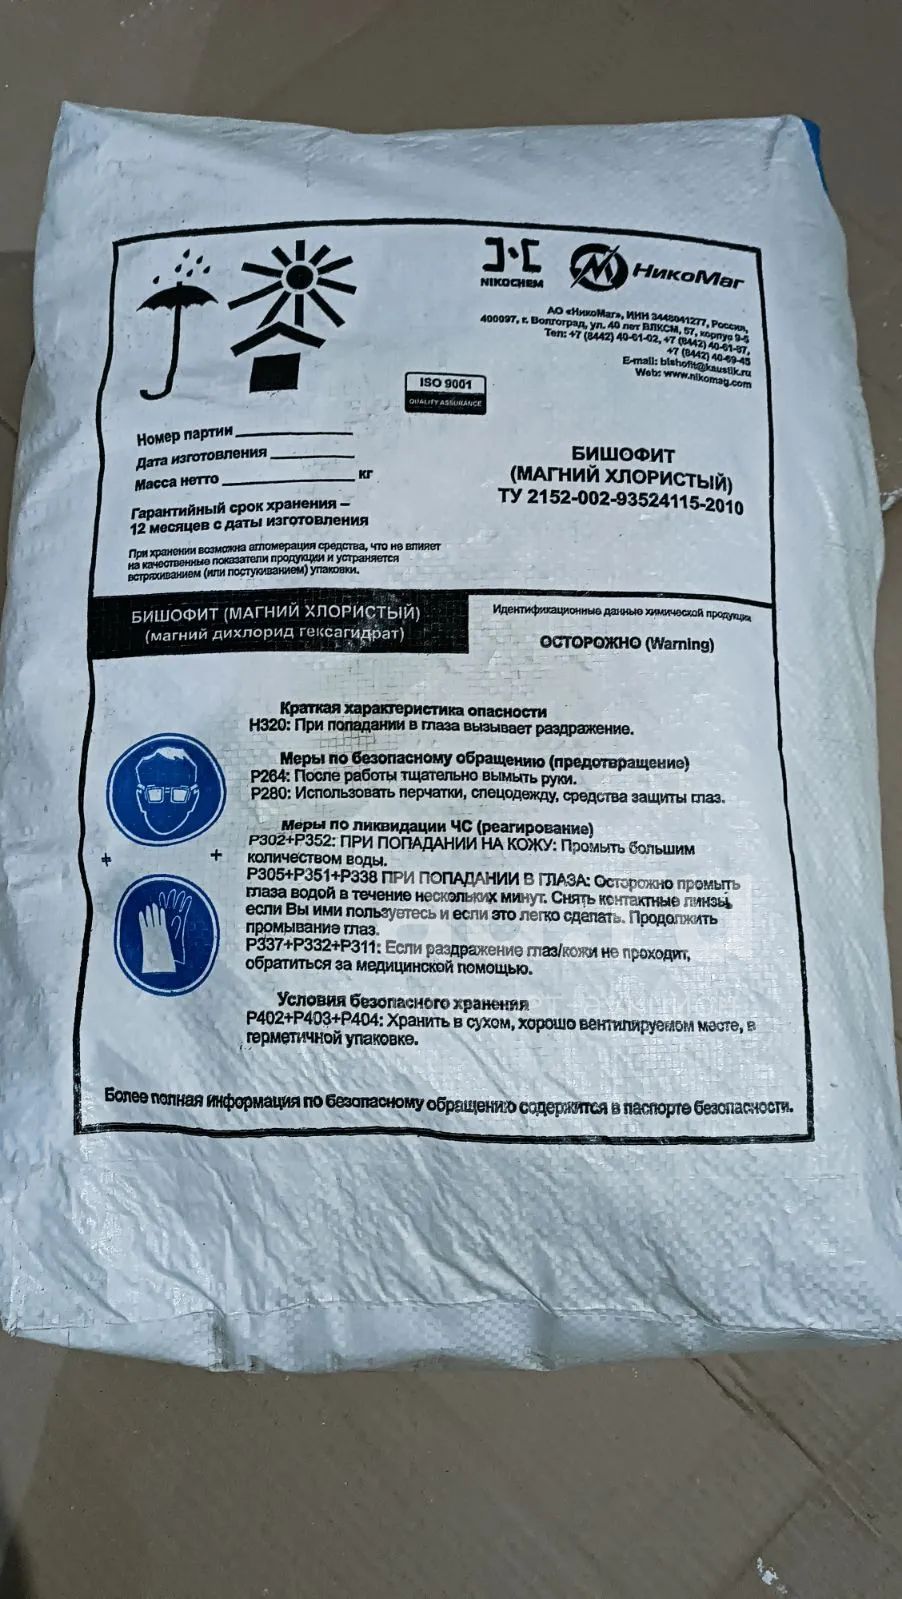 NIKOCHEM
НикоМаг
АО «НикоМаг», ИНН 3448041277, Россия,
400097, г. Волгоград, ул. 40 лет ВЛКСМ, 57, корпус 9-5
Тел: +7 (8442) 40-61-02, +7 (8442) 40-61-87,
+7 (8442) 40-69-45
E-mail: bishofit@kaustik.ru
Web: www.nikomag.com
ISO 9001
QUALITY ASSURANCE
Номер партии
Дата изготовления
Масса нетто кг
Гарантийный срок хранения –
12 месяцев с даты изготовления
При хранении возможна агломерация средства, что не влияет
на качественные показатели продукции и устраняется
встряхиванием (или постукиванием) упаковки.
БИШОФИТ
(МАГНИЙ ХЛОРИСТЫЙ)
ТУ 2152-002-93524115-2010
БИШОФИТ (МАГНИЙ ХЛОРИСТЫЙ)
(магний дихлорид гексагидрат)
Идентификационные данные химической продукции
ОСТОРОЖНО (Warning)
Краткая характеристика опасности
H320: При попадании в глаза вызывает раздражение.
Меры по безопасному обращению (предотвращение)
P264: После работы тщательно вымыть руки.
P280: Использовать перчатки, спецодежду, средства защиты глаз.
Меры по ликвидации ЧС (реагирование)
P302+P352: ПРИ ПОПАДАНИИ НА КОЖУ: Промыть большим
количеством воды.
P305+P351+P338 ПРИ ПОПАДАНИИ В ГЛАЗА: Осторожно промыть
глаза водой в течение нескольких минут. Снять контактные линзы,
если Вы ими пользуетесь и если это легко сделать. Продолжить
промывание глаз.
P337+P332+P311: Если раздражение глаз/кожи не проходит,
обратиться за медицинской помощью.
Условия безопасного хранения
P402+P403+P404: Хранить в сухом, хорошо вентилируемом месте, в
герметичной упаковке.
Более полная информация по безопасному обращению содержится в паспорте безопасности.